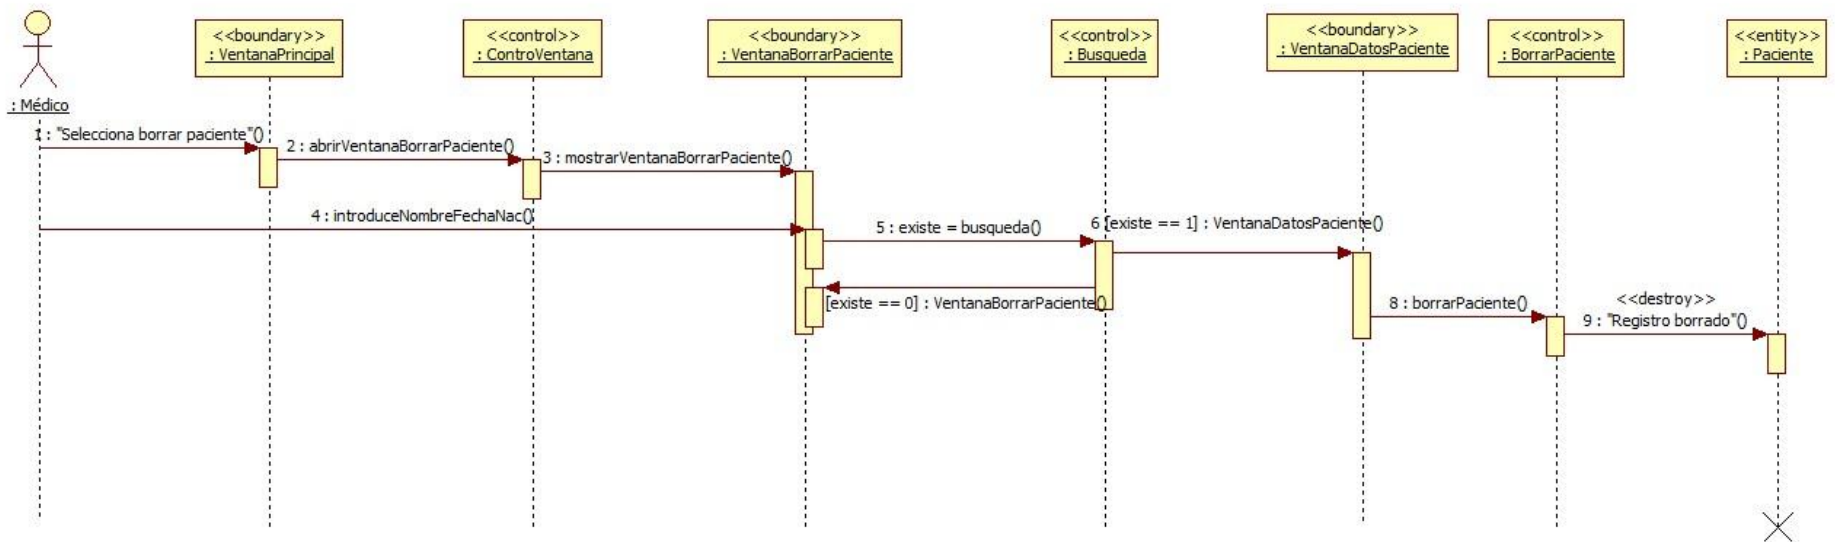 : Médico
<<boundary>>
: VentanaPrincipal
<<control>>
: ControVentana
<<boundary>>
: VentanaBorrarPaciente
<<control>>
: Busqueda
<<boundary>>
: VentanaDatosPaciente
<<control>>
: BorrarPaciente
<<entity>>
: Paciente
1 : "Selecciona borrar paciente"()
2 : abrirVentanaBorrarPaciente()
3 : mostrarVentanaBorrarPaciente()
4 : introduceNombreFechaNac()
5 : existe = busqueda()
6 [existe == 1] : VentanaDatosPaciente()
[existe == 0] : VentanaBorrarPaciente()
8 : borrarPaciente()
<<destroy>>
9 : "Registro borrado"()